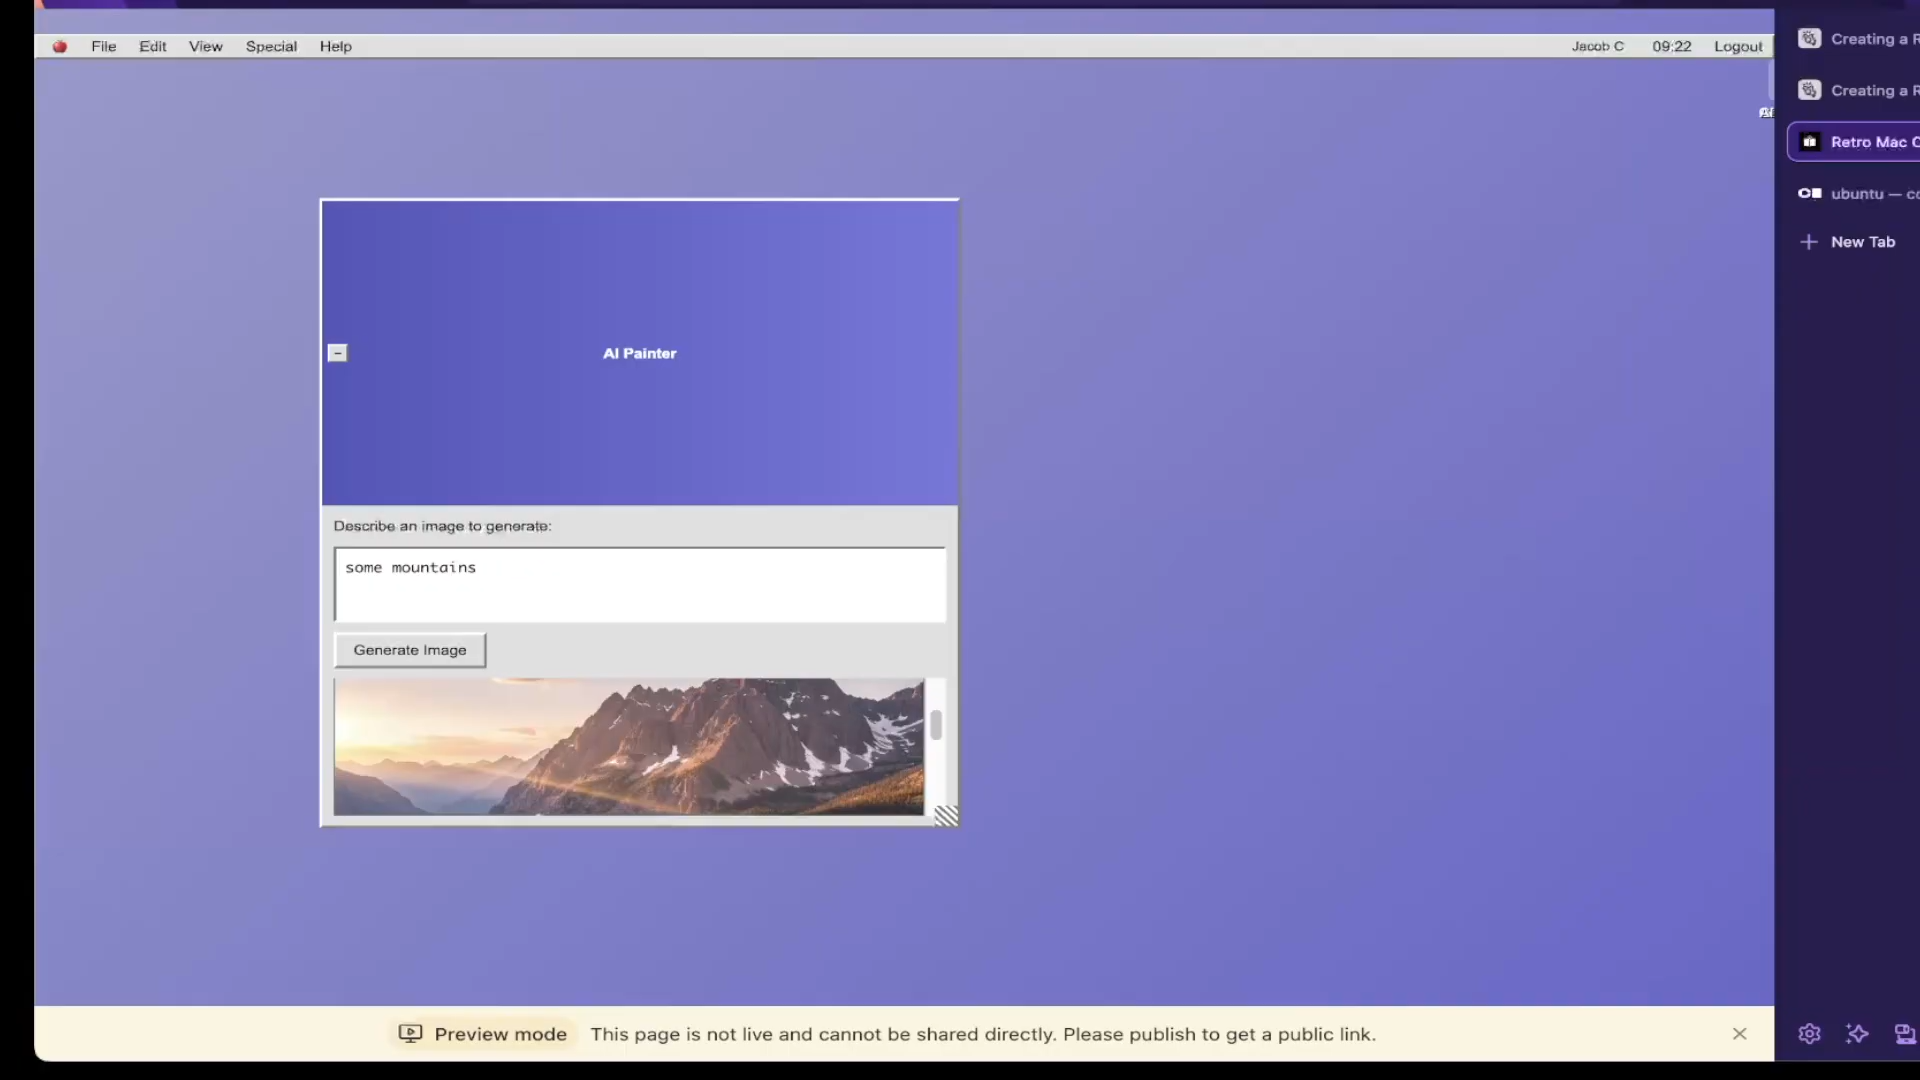 File Edit View Special Help Jacob C 09:22 Logout
Creating a R
Creating a R
Retro Mac
ubuntu — co
New Tab
AI Painter
Describe an image to generate:
some mountains
Generate Image
Preview mode This page is not live and cannot be shared directly. Please publish to get a public link.